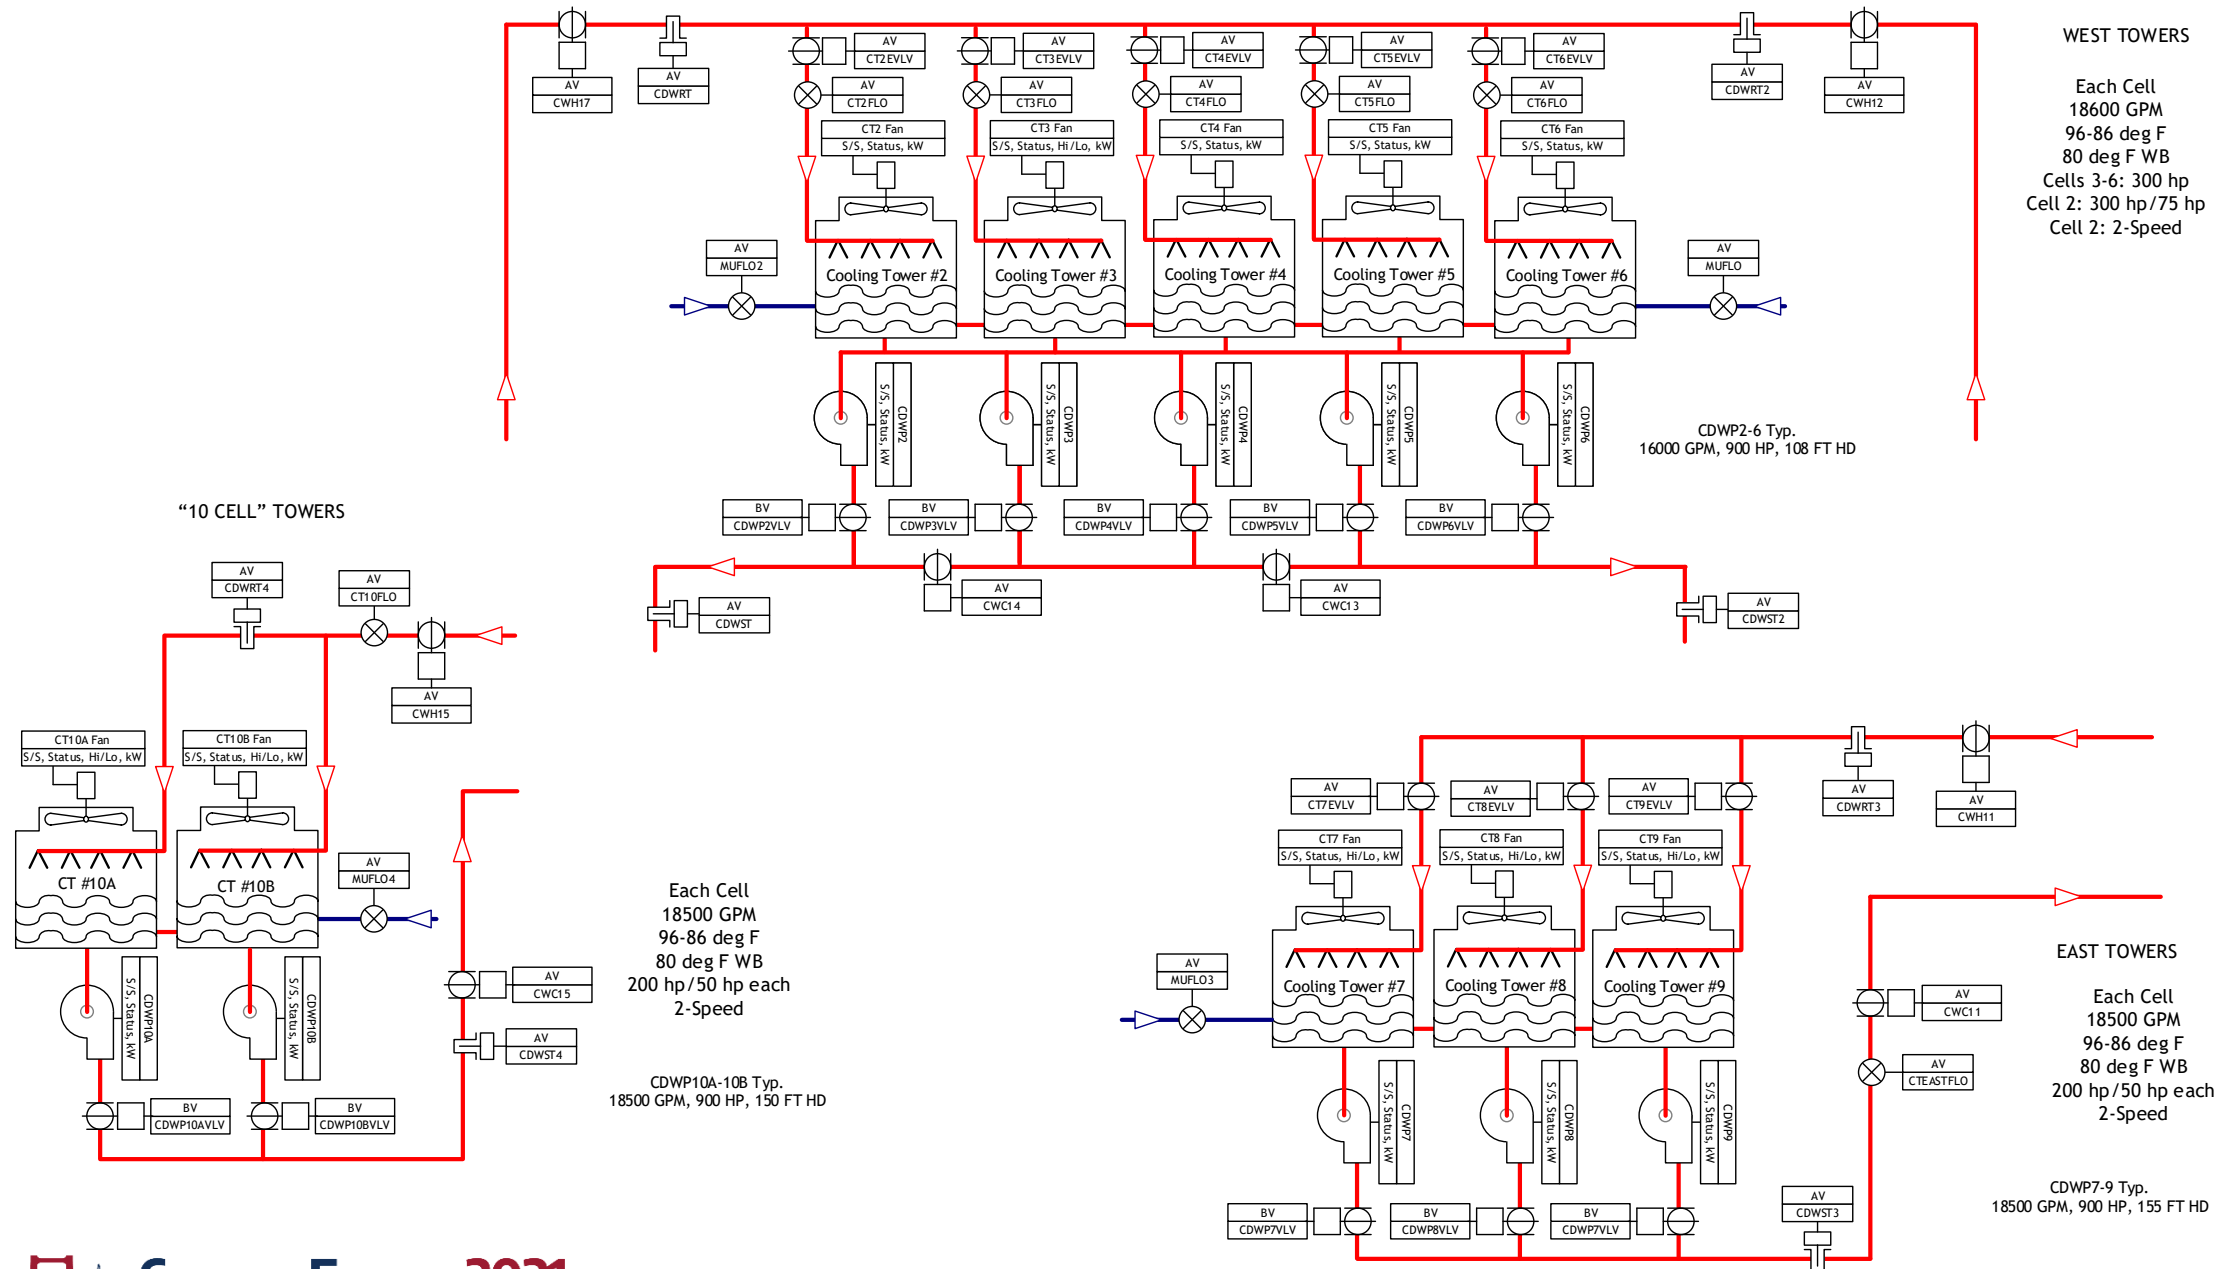 AV
CWH17
AV
CDWRT
AV
CT2EVLV
AV
CT3EVLV
AV
CT4EVLV
AV
CT5EVLV
AV
CT6EVLV
AV
CDWRT2
AV
CWH12
AV
CT2FLO
AV
CT3FLO
AV
CT4FLO
AV
CT5FLO
AV
CT6FLO
CT2 Fan
S/S, Status, kW
CT3 Fan
S/S, Status, Hi/Lo, kW
CT4 Fan
S/S, Status, kW
CT5 Fan
S/S, Status, kW
CT6 Fan
S/S, Status, kW
WEST TOWERS
Each Cell
18600 GPM
96-86 deg F
80 deg F WB
Cells 3-6: 300 hp
Cell 2: 300 hp/75 hp
Cell 2: 2-Speed
AV
MUFLO2
Cooling Tower #2
Cooling Tower #3
Cooling Tower #4
Cooling Tower #5
Cooling Tower #6
AV
MUFLO
CDWP2
S/S, Status, kW
CDWP3
S/S, Status, kW
CDWP4
S/S, Status, kW
CDWP5
S/S, Status, kW
CDWP6
S/S, Status, kW
CDWP2-6 Typ.
16000 GPM, 900 HP, 108 FT HD
BV
CDWP2VLV
BV
CDWP3VLV
BV
CDWP4VLV
BV
CDWP5VLV
BV
CDWP6VLV
AV
CDWST
AV
CWC14
AV
CWC13
AV
CDWST2
“10 CELL” TOWERS
AV
CDWRT4
AV
CT10FLO
AV
CWH15
CT10A Fan
S/S, Status, Hi/Lo, kW
CT10B Fan
S/S, Status, Hi/Lo, kW
CT #10A
CT #10B
AV
MUFLO4
CDWP10A
S/S, Status, kW
CDWP10B
S/S, Status, kW
AV
CWC15
AV
CDWST4
BV
CDWP10AVLV
BV
CDWP10BVLV
Each Cell
18500 GPM
96-86 deg F
80 deg F WB
200 hp/50 hp each
2-Speed
CDWP10A-10B Typ.
18500 GPM, 900 HP, 150 FT HD
AV
CT7EVLV
AV
CT8EVLV
AV
CT9EVLV
AV
CDWRT3
AV
CWH11
CT7 Fan
S/S, Status, Hi/Lo, kW
CT8 Fan
S/S, Status, Hi/Lo, kW
CT9 Fan
S/S, Status, Hi/Lo, kW
AV
MUFLO3
Cooling Tower #7
Cooling Tower #8
Cooling Tower #9
CDWP7
S/S, Status, kW
CDWP8
S/S, Status, kW
CDWP9
S/S, Status, kW
BV
CDWP7VLV
BV
CDWP8VLV
BV
CDWP7VLV
AV
CDWST3
AV
CWC11
AV
CTEASTFLO
EAST TOWERS
Each Cell
18500 GPM
96-86 deg F
80 deg F WB
200 hp/50 hp each
2-Speed
CDWP7-9 Typ.
18500 GPM, 900 HP, 155 FT HD